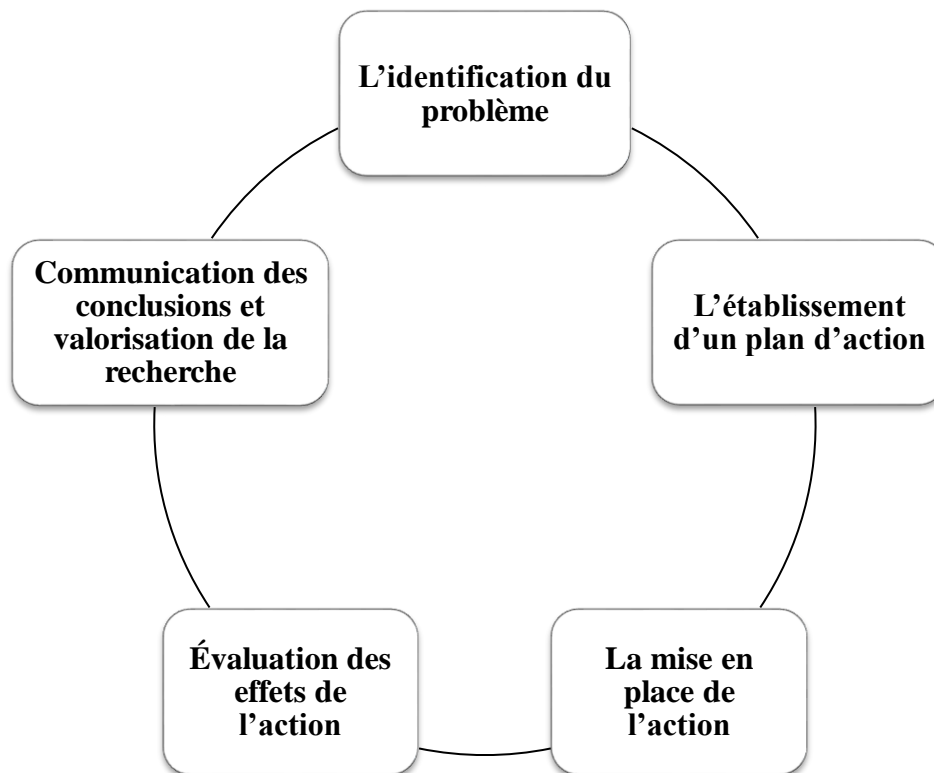 L’identification du
problème
L’établissement
d’un plan d’action
La mise en
place de
l’action
Évaluation des
effets de
l’action
Communication des
conclusions et
valorisation de la
recherche